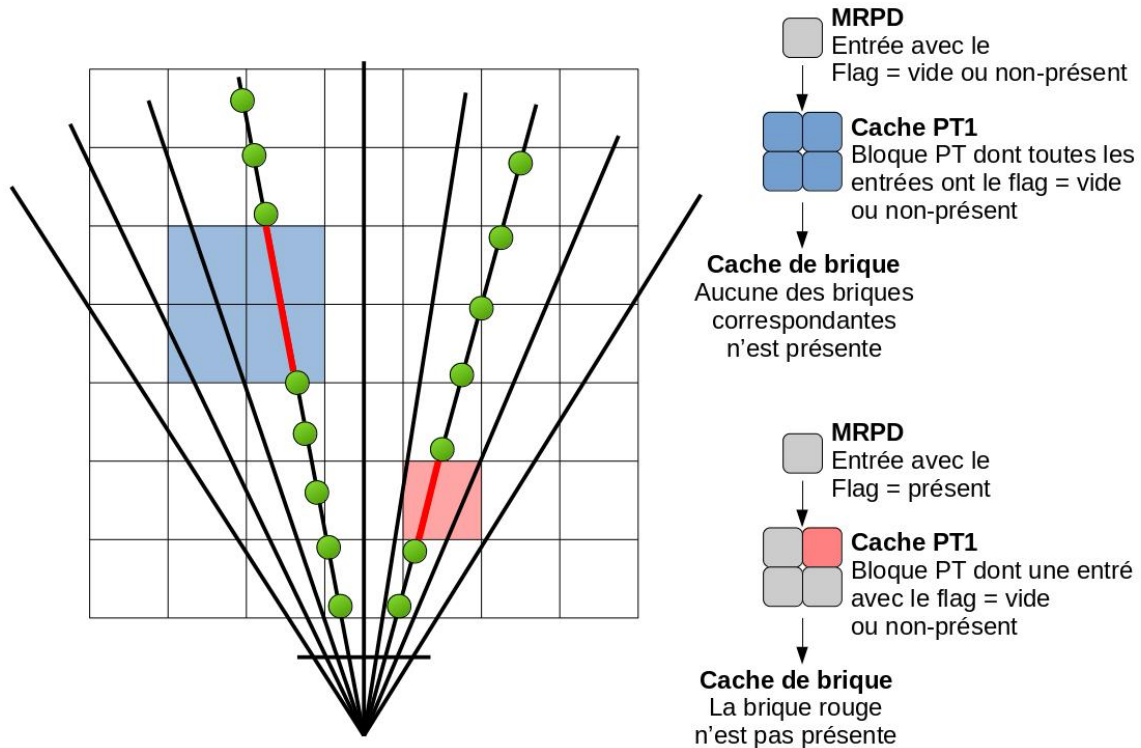 MRPD
Entrée avec le
Flag = vide ou non-présent
Cache PT1
Bloque PT dont toutes les
entrées ont le flag = vide
ou non-présent
Cache de brique
Aucune des briques
correspondantes
n'est présente
MRPD
Entrée avec le
Flag = présent
Cache PT1
Bloque PT dont une entré
avec le flag = vide
ou non-présent
Cache de brique
La brique rouge
n'est pas présente